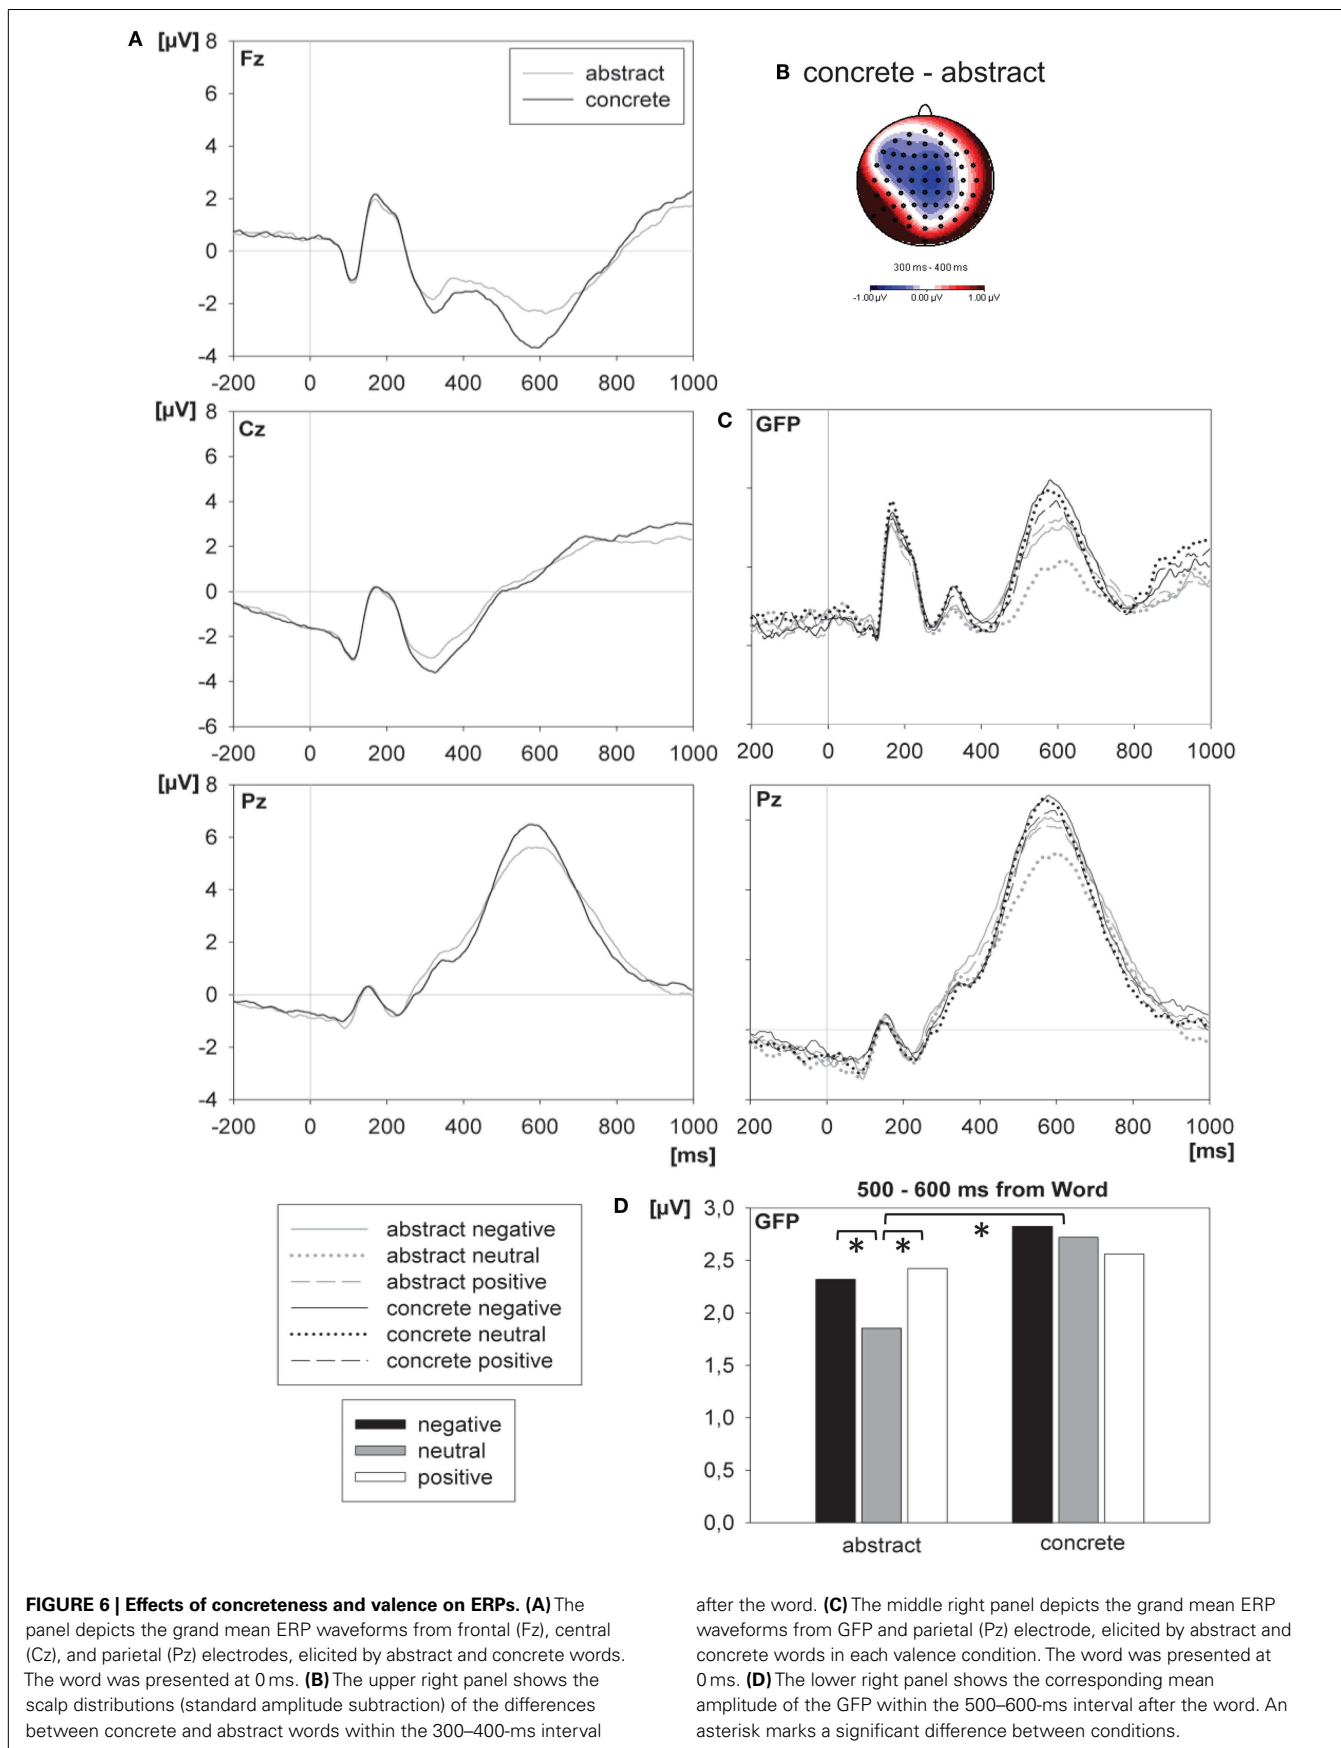 A [µV] 8
Fz
abstract
concrete
6
4
2
0
-2
-4
-200 0 200 400 600 800 1000
B concrete - abstract
300 ms - 400 ms
-1.00 µV 0.00 µV 1.00 µV
[µV] 8
Cz
6
4
2
0
-2
-4
-6
-200 0 200 400 600 800 1000
C GFP
200 0 200 400 600 800 1000
[µV] 8
Pz
6
4
2
0
-2
-4
-200 0 200 400 600 800 1000
[ms]
Pz
200 0 200 400 600 800 1000
[ms]
abstract negative
abstract neutral
abstract positive
concrete negative
concrete neutral
concrete positive
negative
neutral
positive
D [µV]
500 - 600 ms from Word
GFP
3,0
2,5
2,0
1,5
1,0
0,5
0,0
* * *
abstract concrete
FIGURE 6 | Effects of concreteness and valence on ERPs. (A) The
panel depicts the grand mean ERP waveforms from frontal (Fz), central
(Cz), and parietal (Pz) electrodes, elicited by abstract and concrete words.
The word was presented at 0 ms. (B) The upper right panel shows the
scalp distributions (standard amplitude subtraction) of the differences
between concrete and abstract words within the 300–400-ms interval
after the word. (C) The middle right panel depicts the grand mean ERP
waveforms from GFP and parietal (Pz) electrode, elicited by abstract and
concrete words in each valence condition. The word was presented at
0 ms. (D) The lower right panel shows the corresponding mean
amplitude of the GFP within the 500–600-ms interval after the word. An
asterisk marks a significant difference between conditions.